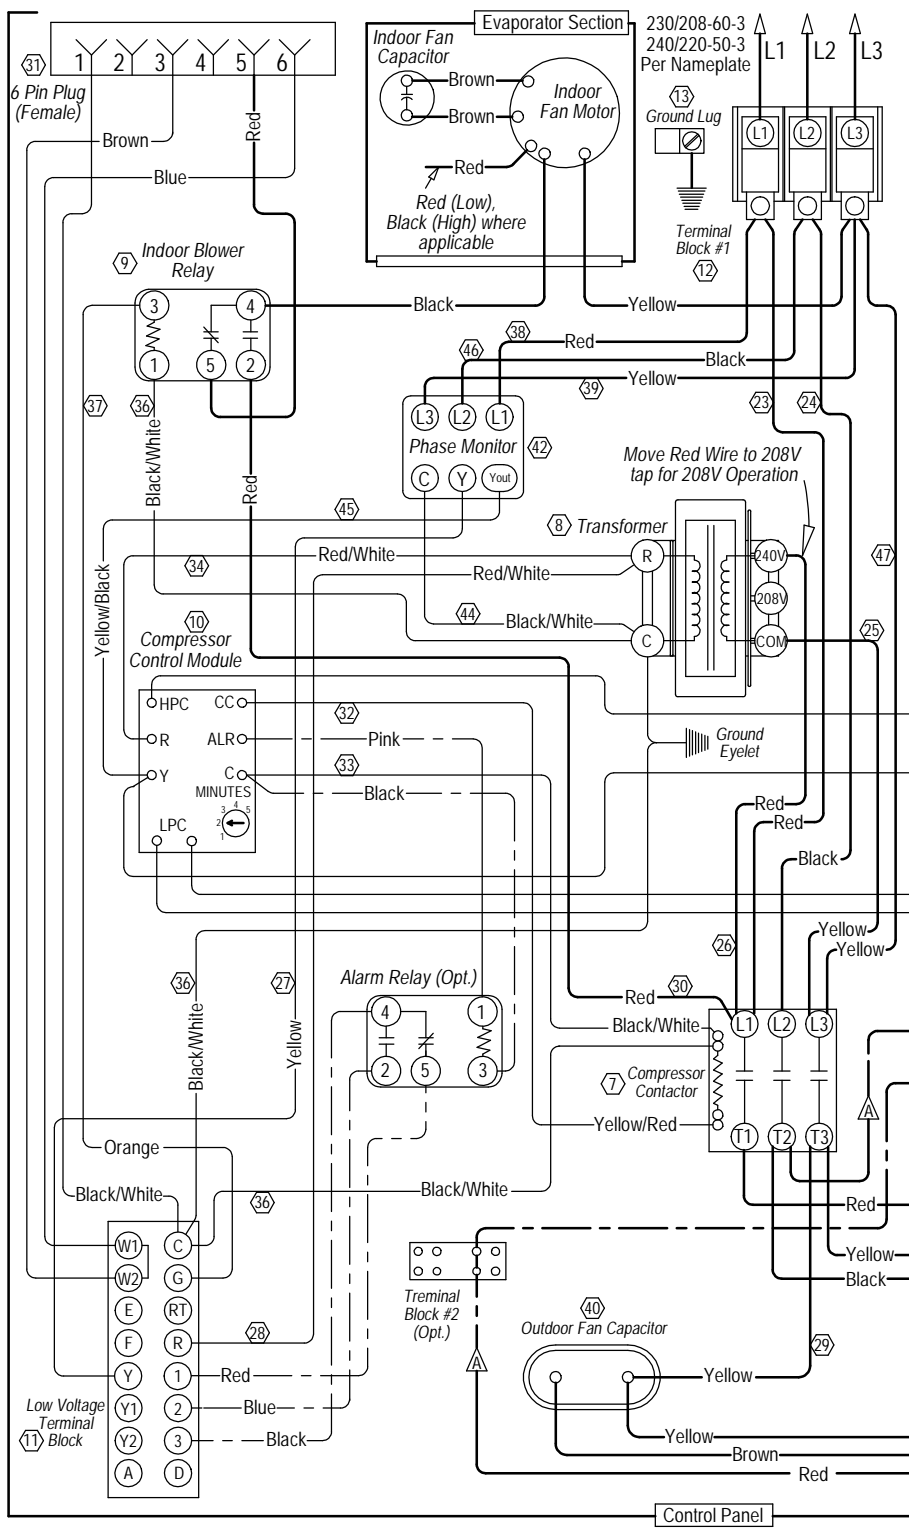 Evaporator Section
230/208-60-3
240/220-50-3
Per Nameplate
L1
L2
L3
Indoor Fan
Capacitor
Brown
Brown
Indoor
Fan Motor
Red
Red (Low),
Black (High) where
applicable
1
2
3
4
5
6
31
6 Pin Plug
(Female)
Brown
Red
Blue
13
Ground Lug
L1
L2
L3
Terminal
Block #1
12
9
Indoor Blower
Relay
3
4
1
5
2
Black
Yellow
38
Red
46
Black
39
Yellow
37
36
23
24
L3
L2
L1
Phase Monitor
42
C
Y
Yout
Black/White
Red
Move Red Wire to 208V
tap for 208V Operation
45
8
Transformer
34
Red/White
Red/White
R
240V
47
208V
44
Black/White
C
COM
25
Yellow/Black
10
Compressor
Control Module
HPC
CC
32
R
ALR
Pink
Ground
Eyelet
Y
C
33
MINUTES
Black
1
2
3
4
5
LPC
Red
Red
Black
Yellow
Yellow
26
36
27
Alarm Relay (Opt.)
30
Red
Black/White
Yellow
4
1
2
5
3
Black/White
L1
L2
L3
7
Compressor
Contactor
Yellow/Red
T1
T2
T3
A
Orange
Black/White
36
Black/White
Red
W1
C
W2
G
E
RT
F
R
28
Y
1
Red
Y1
2
Blue
Y2
3
Black
A
D
Low Voltage
Terminal
Block
11
Treminal
Block #2
(Opt.)
A
40
Outdoor Fan Capacitor
Yellow
Black
29
Yellow
Yellow
Brown
Red
Control Panel